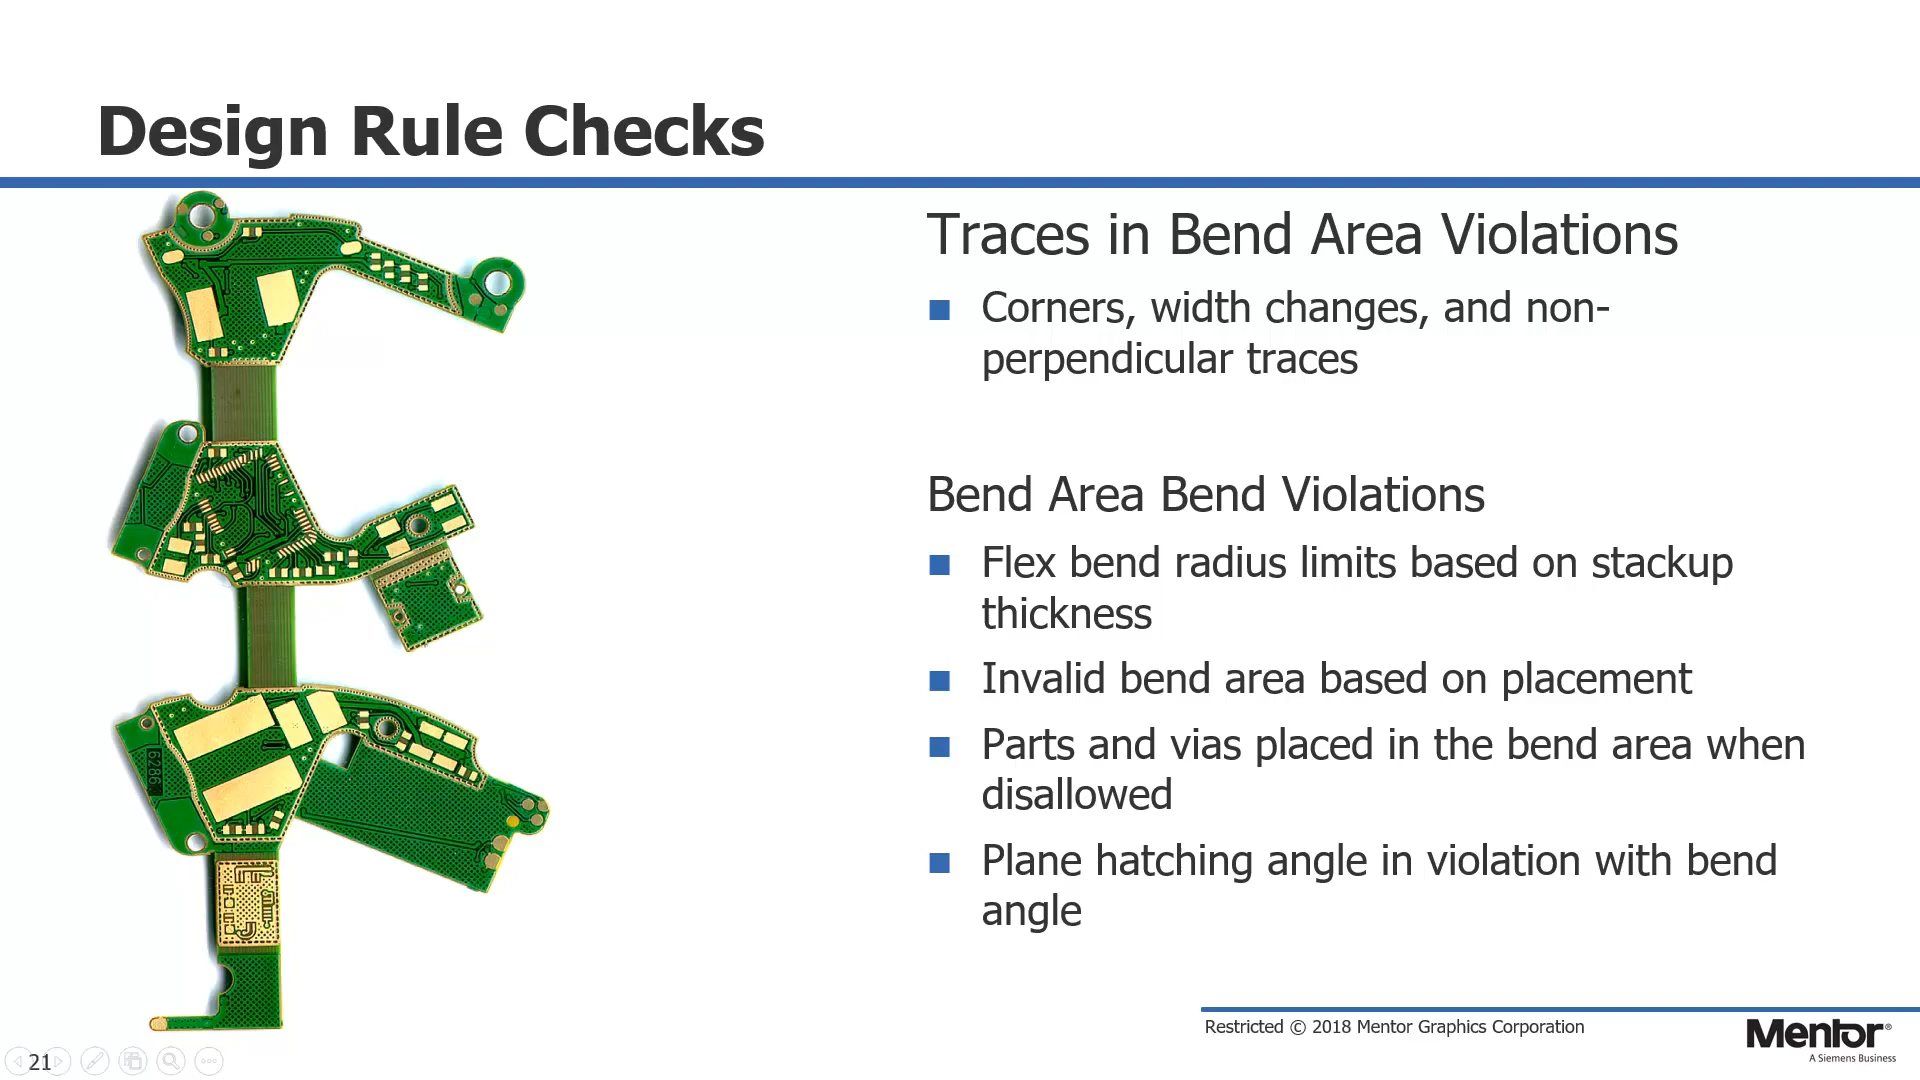 Design Rule Checks
Traces in Bend Area Violations
Corners, width changes, and non-
perpendicular traces
Bend Area Bend Violations
Flex bend radius limits based on stackup
thickness
Invalid bend area based on placement
Parts and vias placed in the bend area when
disallowed
Plane hatching angle in violation with bend
angle
6286
Restricted © 2018 Mentor Graphics Corporation
Mentor®
A Siemens Business
21